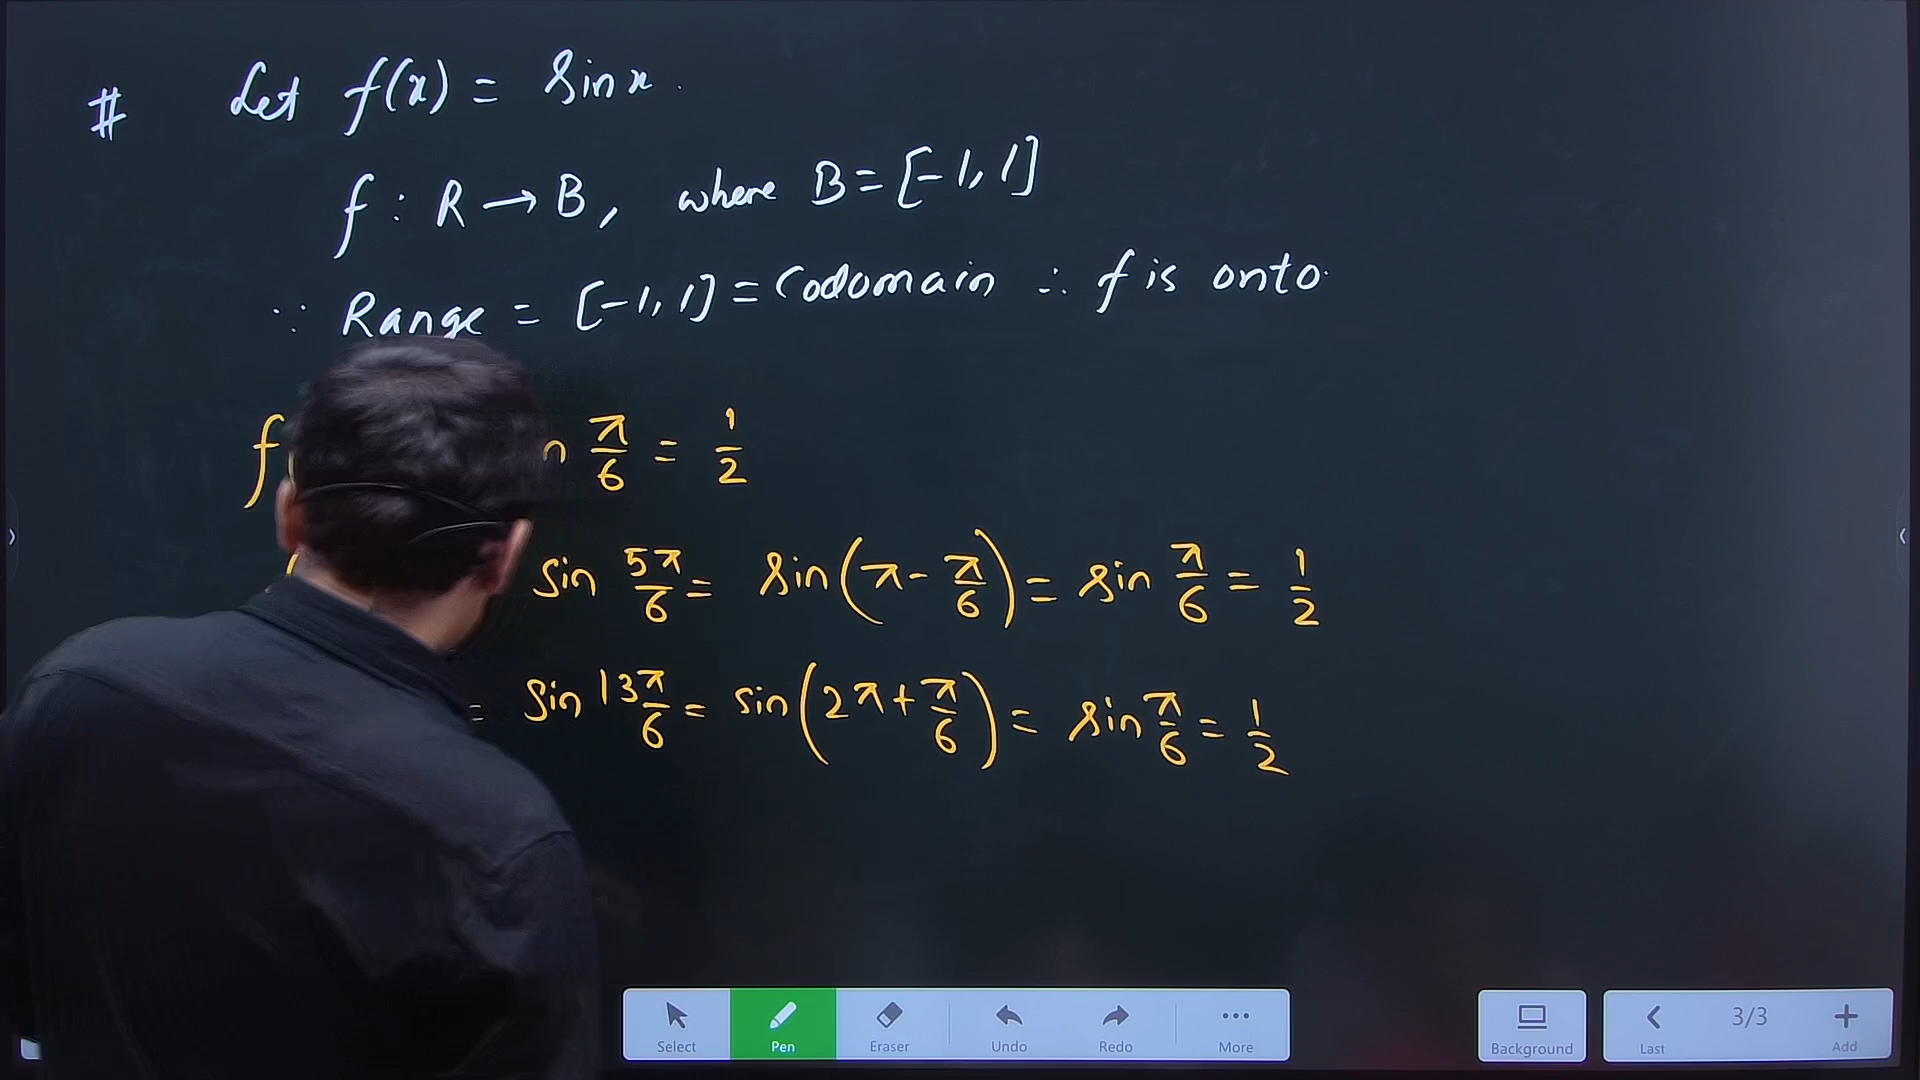 # Let f(x) = sin x.
f : R → B, where B = [-1, 1]
∵ Range = [-1, 1] = Codomain ∴ f is onto.
f( n π/6 = 1/2
sin 5π/6 = sin(π - π/6) = sin π/6 = 1/2
= sin 13π/6 = sin(2π + π/6) = sin π/6 = 1/2
Select Pen Eraser Undo Redo More Background Last 3/3 Add